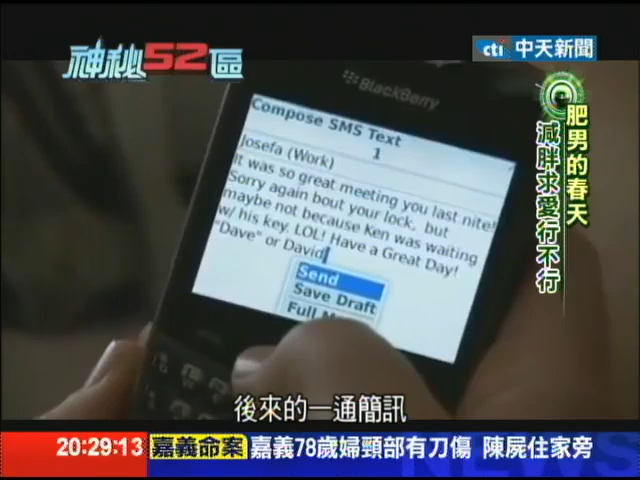 神秘52區
cti 中天新聞
肥男的春天
減胖求愛行不行
BlackBerry
Compose SMS Text
1
Josefa (Work)
It was so great meeting you last nite!
Sorry again bout your lock, but
maybe not because Ken was waiting
w/ his key. LOL! Have a Great Day!
"Dave" or David
Send
Save Draft
Full
後來的一通簡訊
20:29:13 嘉義命案 嘉義78歲婦頸部有刀傷 陳屍住家旁
NEWS